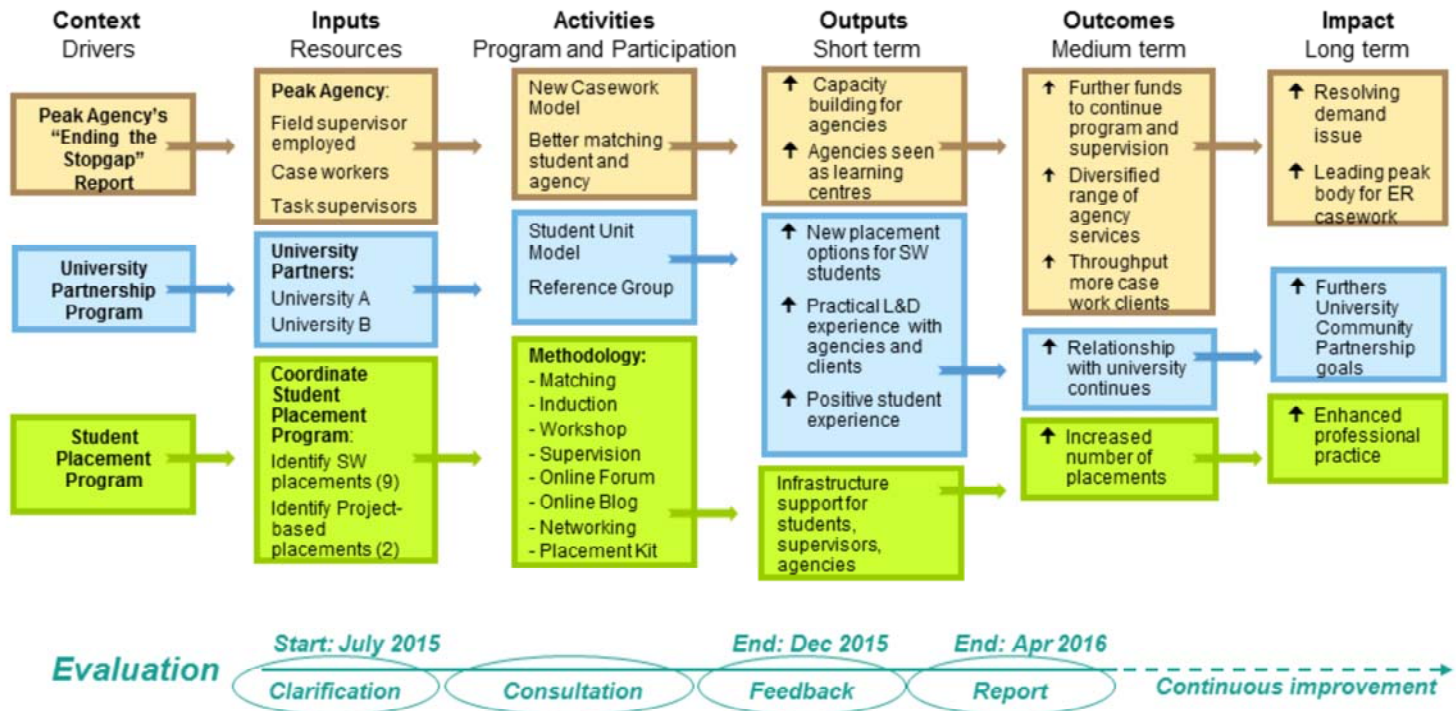 Context
Drivers
Inputs
Resources
Activities
Program and Participation
Outputs
Short term
Outcomes
Medium term
Impact
Long term
Peak Agency's
"Ending the
Stopgap"
Report
Peak Agency:
Field supervisor
employed
Case workers
Task supervisors
New Casework
Model
Better matching
student and
agency
↑ Capacity
building for
agencies
↑ Agencies seen
as learning
centres
↑ Further funds
to continue
program and
supervision
↑ Diversified
range of
agency
services
↑ Throughput
more case
work clients
↑ Resolving
demand
issue
↑ Leading peak
body for ER
casework
University
Partnership
Program
University
Partners:
University A
University B
Student Unit
Model
Reference Group
↑ New placement
options for SW
students
↑ Practical L&D
experience with
agencies and
clients
↑ Positive student
experience
↑ Relationship
with university
continues
↑ Furthers
University
Community
Partnership
goals
Student
Placement
Program
Coordinate
Student
Placement
Program:
Identify SW
placements (9)
Identify Project-
based
placements (2)
Methodology:
- Matching
- Induction
- Workshop
- Supervision
- Online Forum
- Online Blog
- Networking
- Placement Kit
Infrastructure
support for
students,
supervisors,
agencies
↑ Increased
number of
placements
↑ Enhanced
professional
practice
Evaluation
Start: July 2015
End: Dec 2015
End: Apr 2016
Clarification
Consultation
Feedback
Report
Continuous improvement